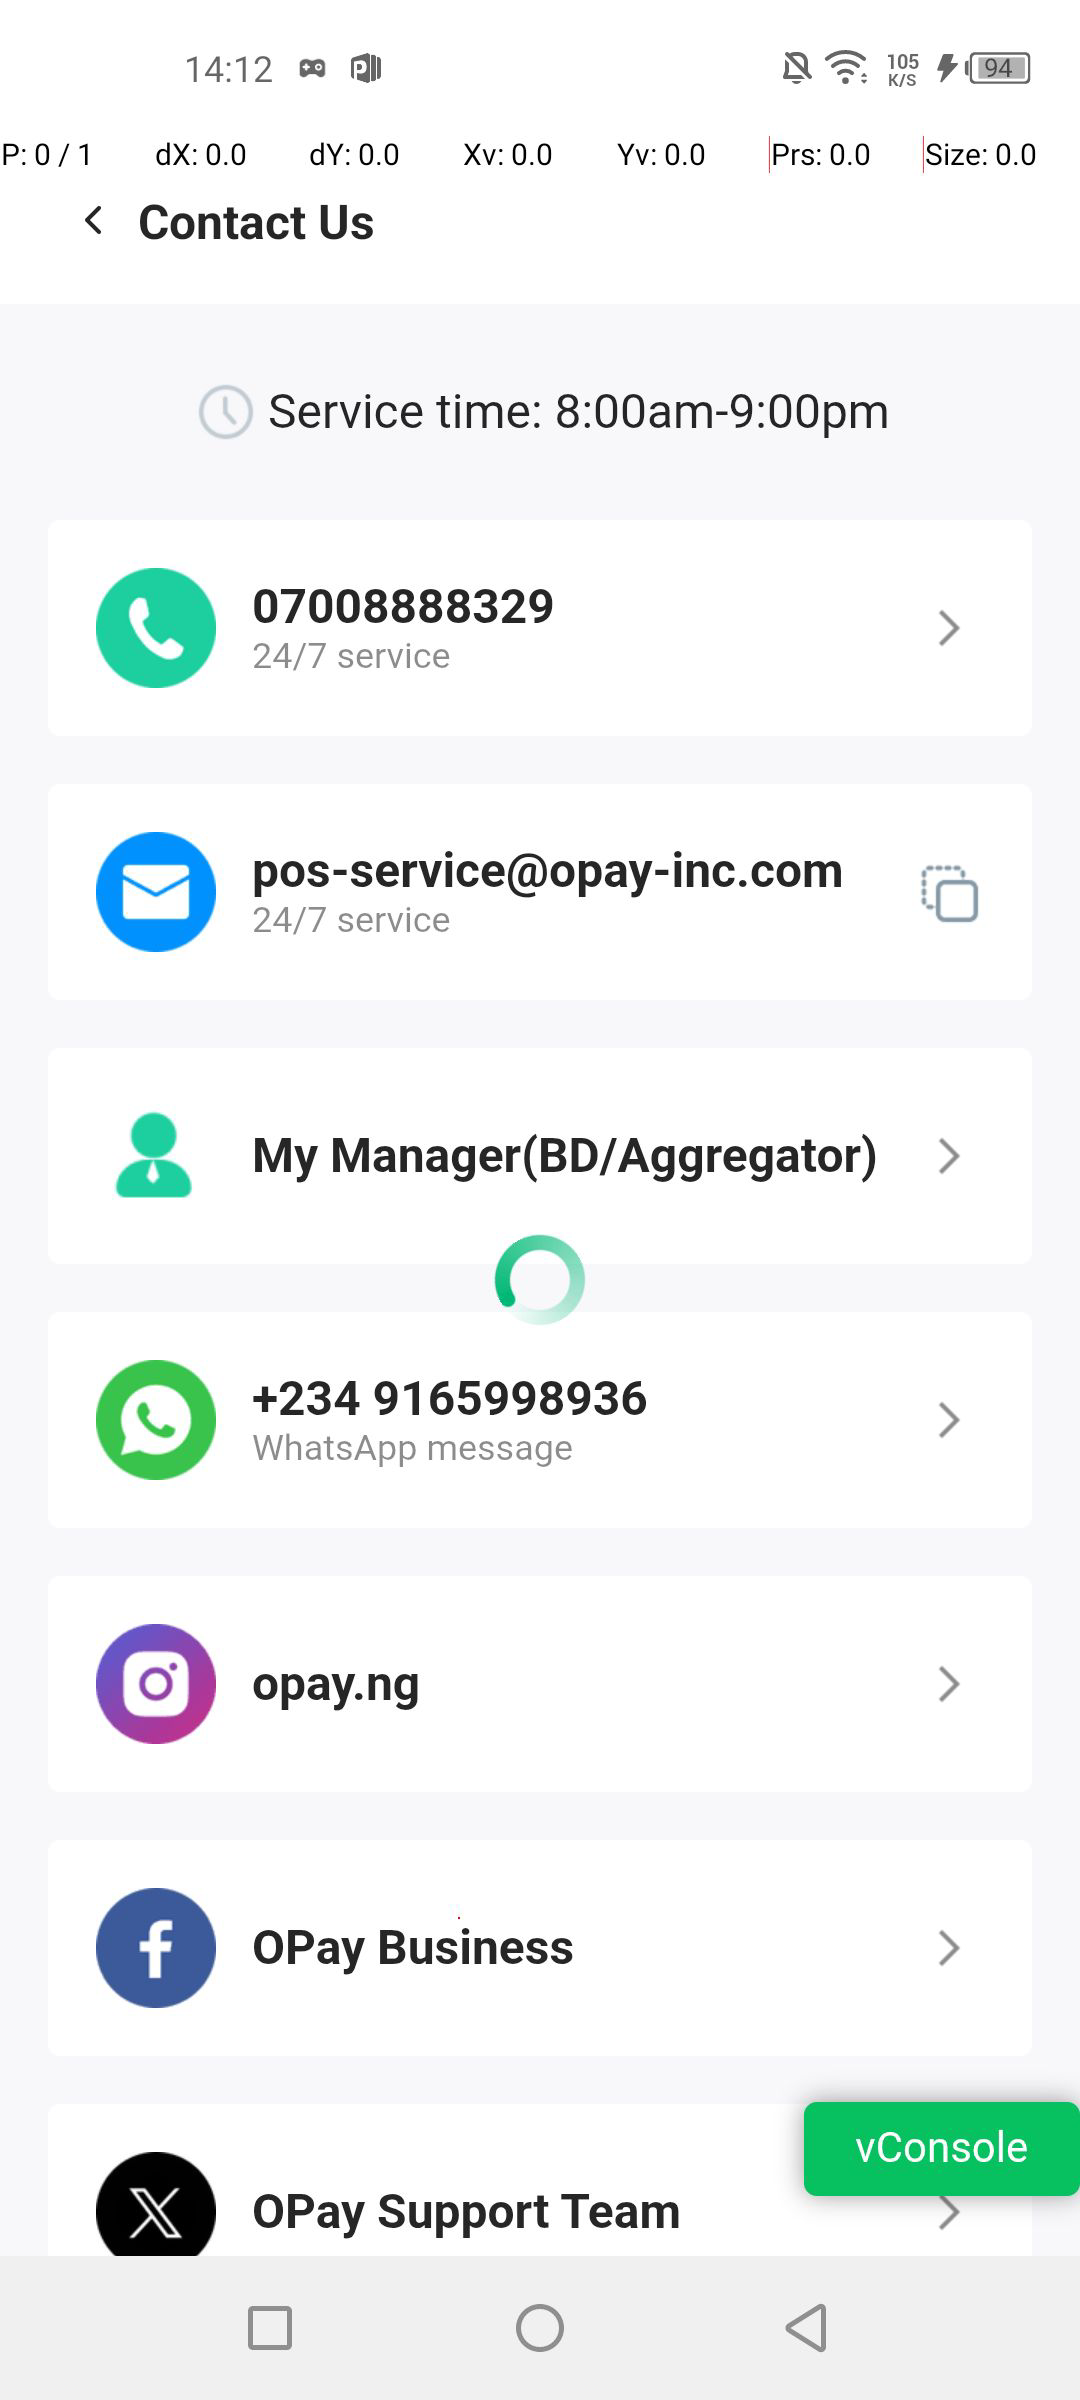 14:12
105
K/S
94
P: 0 / 1 dX: 0.0 dY: 0.0 Xv: 0.0 Yv: 0.0 Prs: 0.0 Size: 0.0
Contact Us
Service time: 8:00am-9:00pm
07008888329
24/7 service
pos-service@opay-inc.com
24/7 service
My Manager(BD/Aggregator)
+234 9165998936
WhatsApp message
opay.ng
OPay Business
vConsole
OPay Support Team